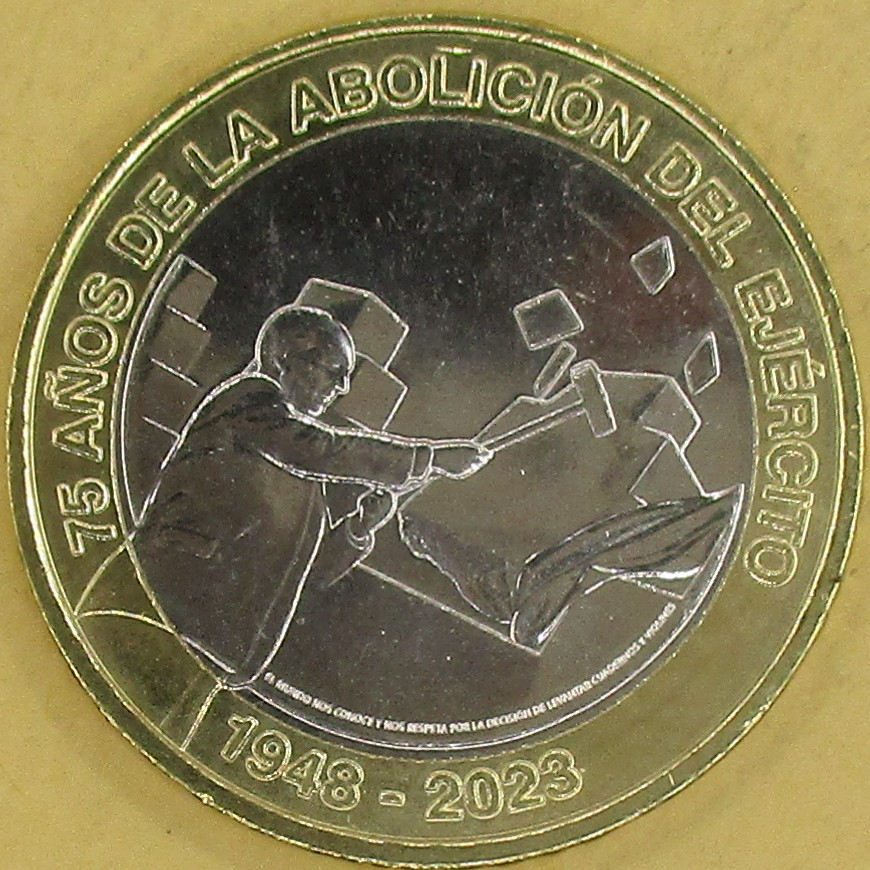 75 AÑOS DE LA ABOLICIÓN DEL EJÉRCITO
EL MUNDO NOS CONOCE Y NOS RESPETA POR LA DECISIÓN DE LEVANTAR CUADERNOS Y VIOLINES
1948 - 2023